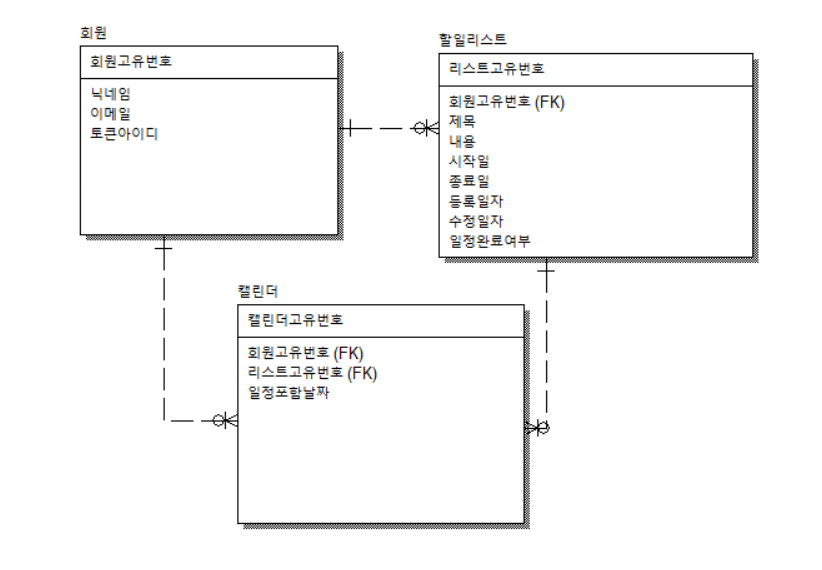 회원
회원고유번호
닉네임
이메일
토큰아이디
할일리스트
리스트고유번호
회원고유번호 (FK)
제목
내용
시작일
종료일
등록일자
수정일자
일정완료여부
캘린더
캘린더고유번호
회원고유번호 (FK)
리스트고유번호 (FK)
일정포함날짜